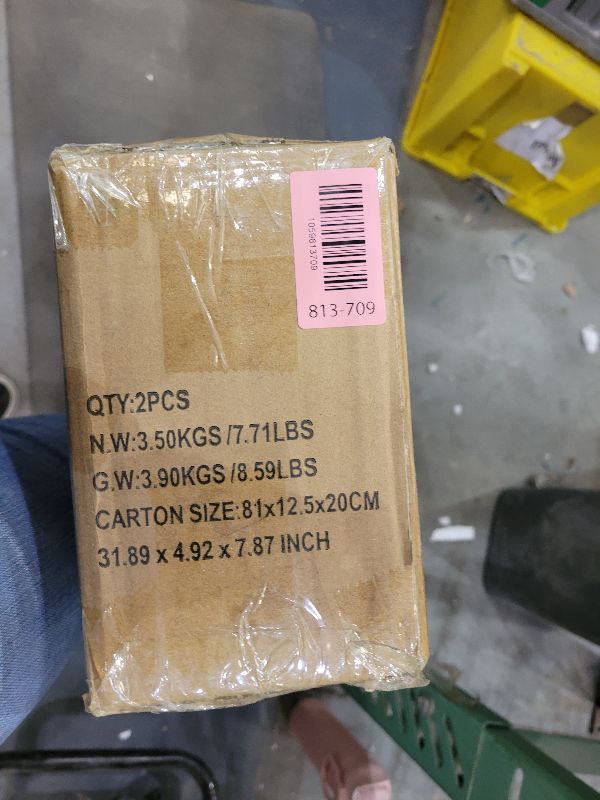 1059813709
813-709
QTY:2PCS
N.W:3.50KGS /7.71LBS
G.W:3.90KGS /8.59LBS
CARTON SIZE:81x12.5x20CM
31.89 x 4.92 x 7.87 INCH